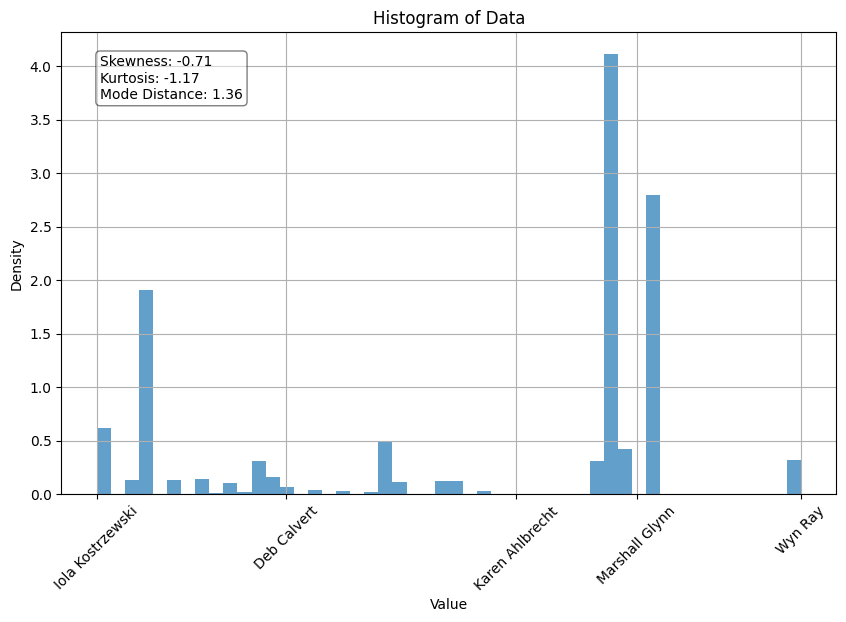 Histogram of Data
Skewness: -0.71
Kurtosis: -1.17
Mode Distance: 1.36
Density
4.0
3.5
3.0
2.5
2.0
1.5
1.0
0.5
0.0
Iola Kostrzewski
Deb Calvert
Karen Ahlbrecht
Marshall Glynn
Wyn Ray
Value